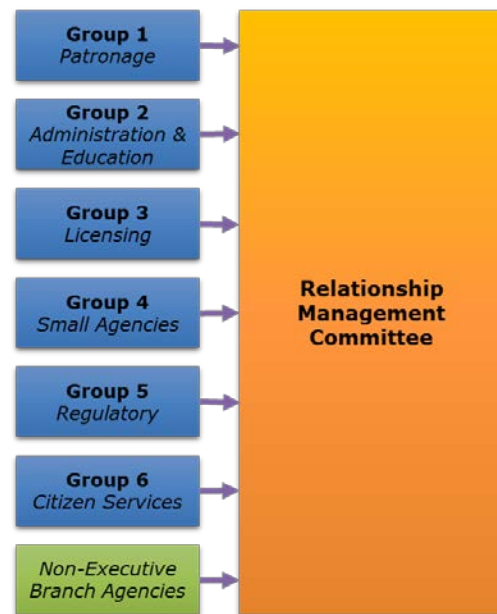 Group 1
Patronage
Group 2
Administration &
Education
Group 3
Licensing
Group 4
Small Agencies
Group 5
Regulatory
Group 6
Citizen Services
Non-Executive
Branch Agencies
Relationship
Management
Committee